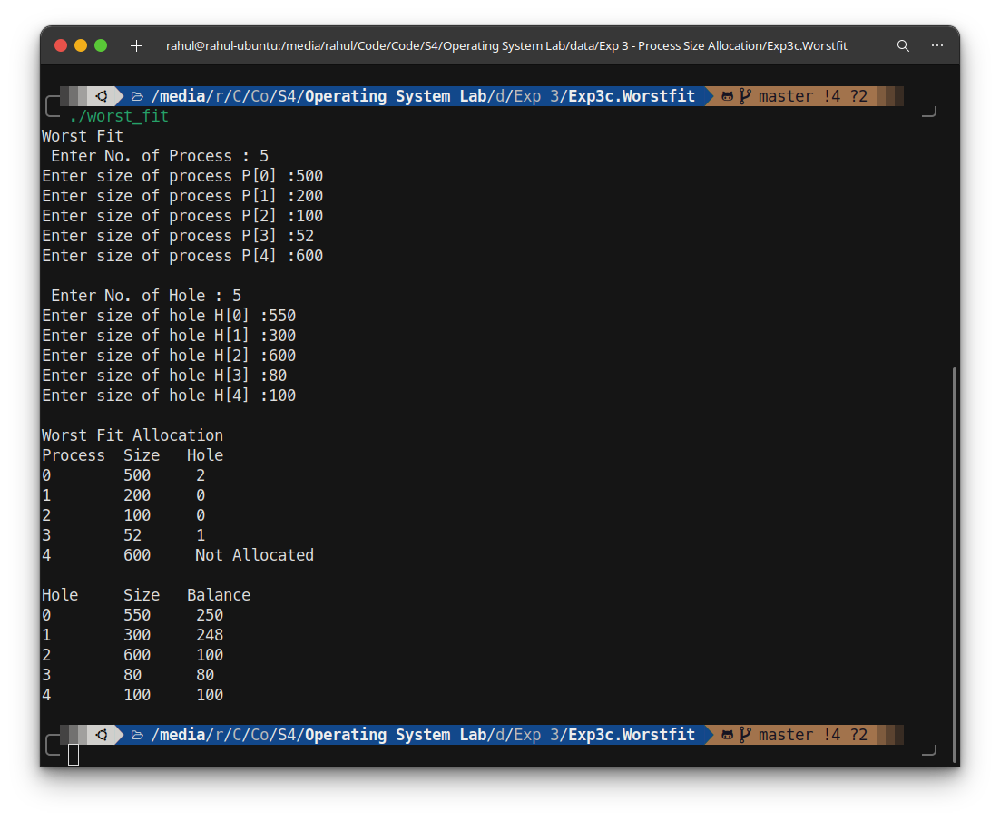 rahul@rahul-ubuntu:/media/rahul/Code/Code/S4/Operating System Lab/data/Exp 3 - Process Size Allocation/Exp3c.Worstfit
/media/r/C/Co/S4/Operating System Lab/d/Exp 3/Exp3c.Worstfit master !4 ?2
./worst_fit
Worst Fit
Enter No. of Process : 5
Enter size of process P[0] :500
Enter size of process P[1] :200
Enter size of process P[2] :100
Enter size of process P[3] :52
Enter size of process P[4] :600
Enter No. of Hole : 5
Enter size of hole H[0] :550
Enter size of hole H[1] :300
Enter size of hole H[2] :600
Enter size of hole H[3] :80
Enter size of hole H[4] :100
Worst Fit Allocation
Process Size Hole
0 500 2
1 200 0
2 100 0
3 52 1
4 600 Not Allocated
Hole Size Balance
0 550 250
1 300 248
2 600 100
3 80 80
4 100 100
/media/r/C/Co/S4/Operating System Lab/d/Exp 3/Exp3c.Worstfit master !4 ?2